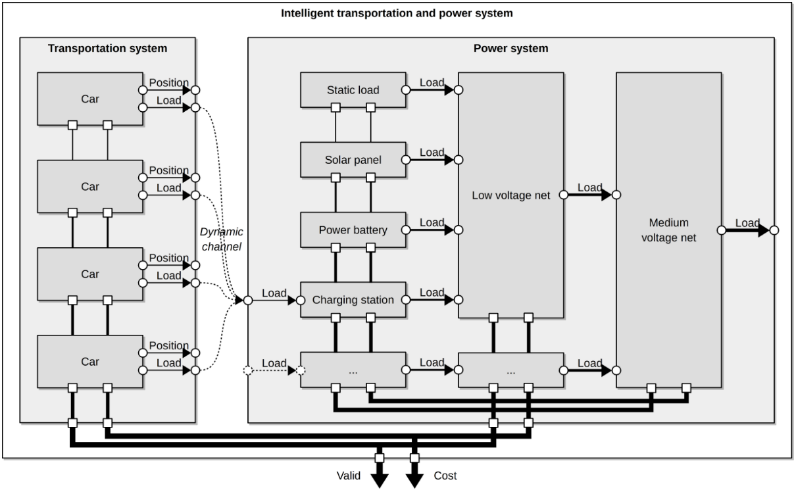 Intelligent transportation and power system
Transportation system
Power system
Car
Position
Load
Car
Position
Load
Car
Position
Load
Car
Position
Load
Dynamic
channel
Static load
Load
Solar panel
Load
Power battery
Load
Load
Charging station
Load
Load
...
Load
Low voltage net
Load
...
Load
Medium
voltage net
Load
Valid
Cost